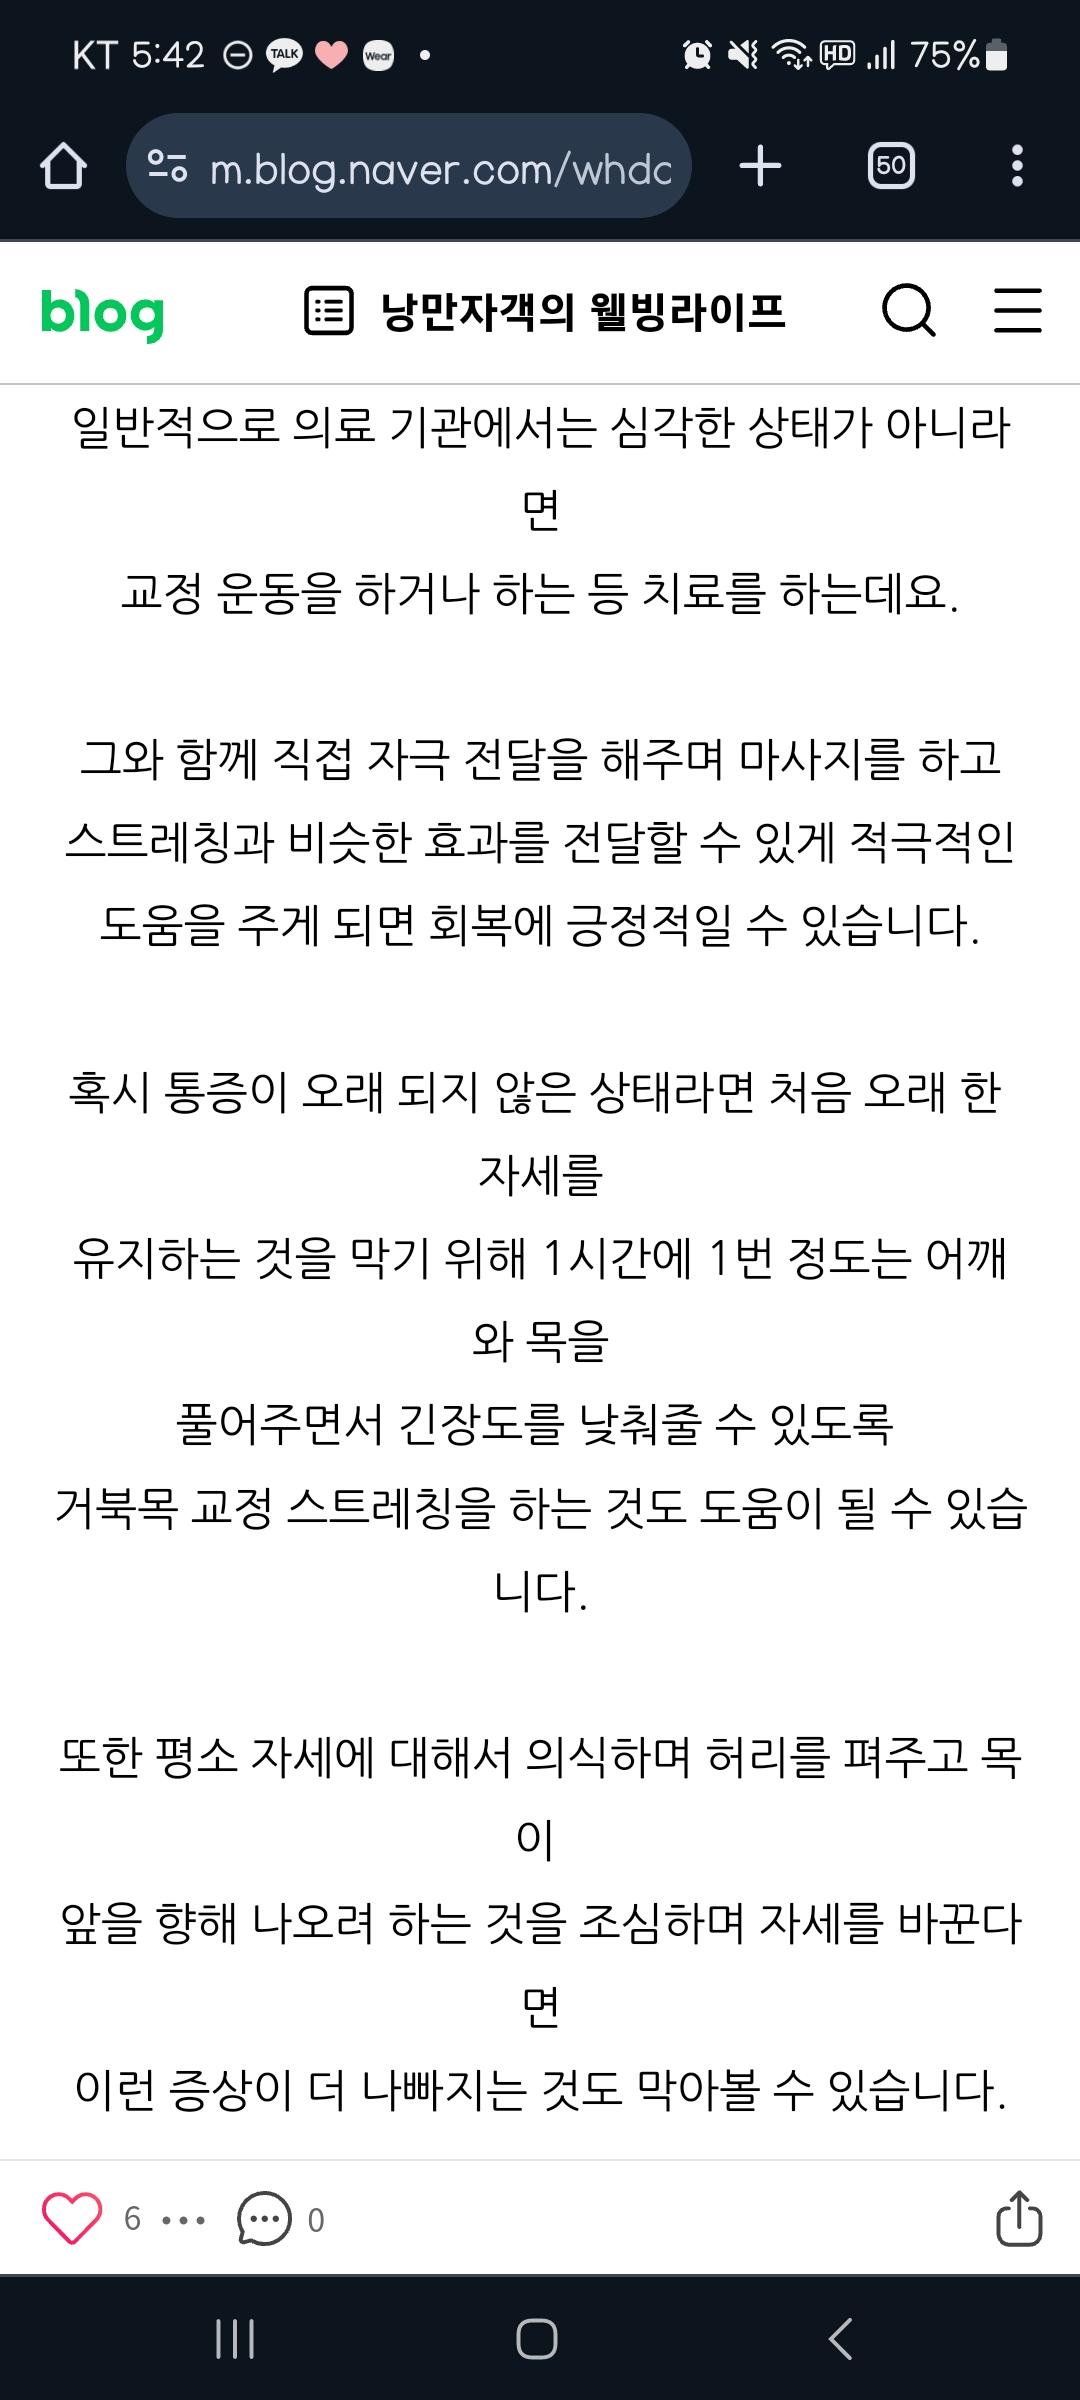 KT 5:42 TALK Wear 75%
HD
m.blog.naver.com/whdc
50
blog
낭만자객의 웰빙라이프
일반적으로 의료 기관에서는 심각한 상태가 아니라
면
교정 운동을 하거나 하는 등 치료를 하는데요.
그와 함께 직접 자극 전달을 해주며 마사지를 하고
스트레칭과 비슷한 효과를 전달할 수 있게 적극적인
도움을 주게 되면 회복에 긍정적일 수 있습니다.
혹시 통증이 오래 되지 않은 상태라면 처음 오래 한
자세를
유지하는 것을 막기 위해 1시간에 1번 정도는 어깨
와 목을
풀어주면서 긴장도를 낮춰줄 수 있도록
거북목 교정 스트레칭을 하는 것도 도움이 될 수 있습
니다.
또한 평소 자세에 대해서 의식하며 허리를 펴주고 목
이
앞을 향해 나오려 하는 것을 조심하며 자세를 바꾼다
면
이런 증상이 더 나빠지는 것도 막아볼 수 있습니다.
6
0